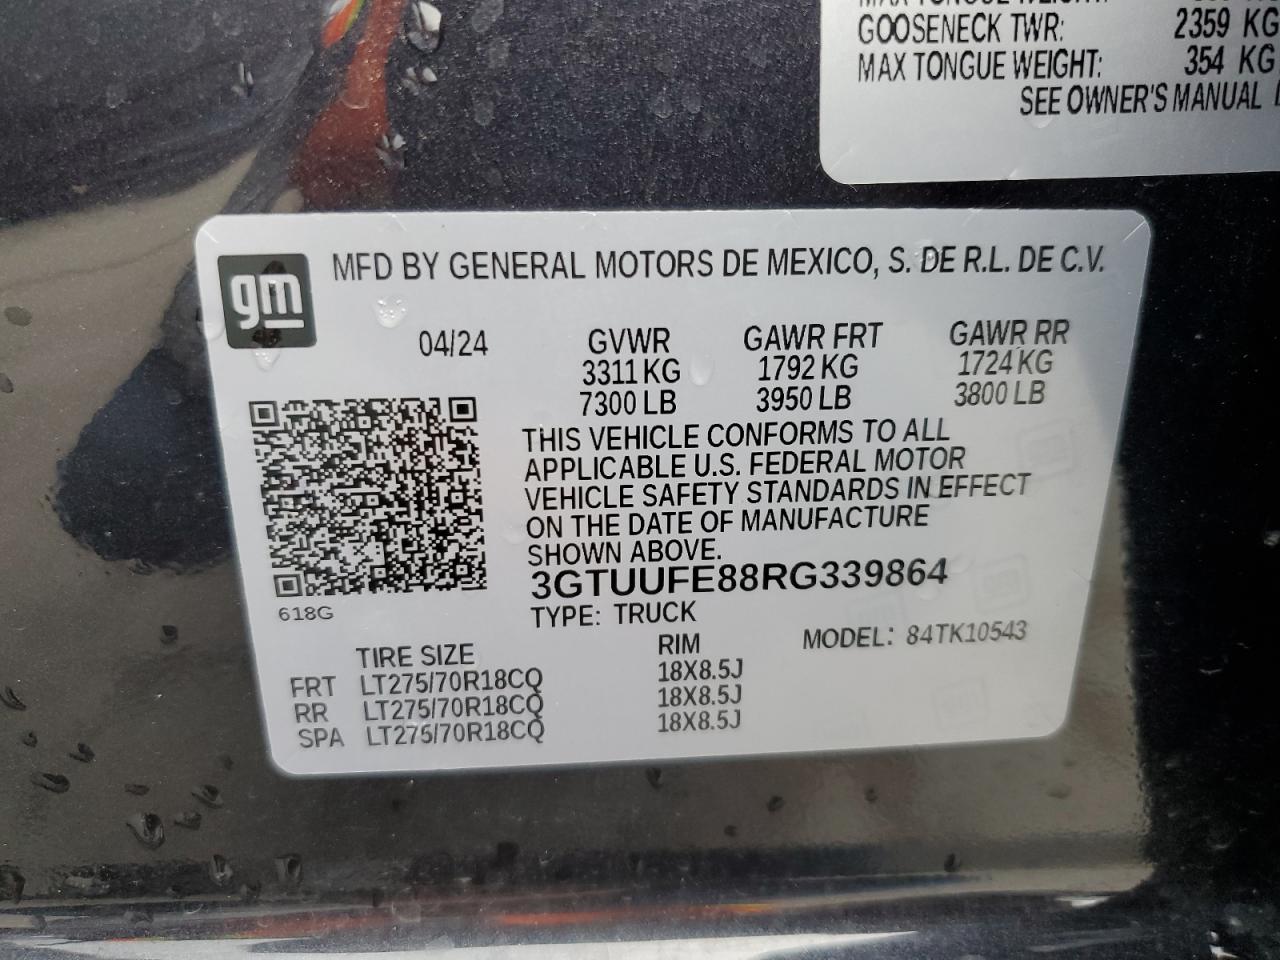 GOOSENECK TWR: 2359 KG
MAX TONGUE WEIGHT: 354 KG
SEE OWNER'S MANUAL
gm
MFD BY GENERAL MOTORS DE MEXICO, S. DE R.L. DE C.V.
04/24 GVWR GAWR FRT GAWR RR
3311 KG 1792 KG 1724 KG
7300 LB 3950 LB 3800 LB
THIS VEHICLE CONFORMS TO ALL
APPLICABLE U.S. FEDERAL MOTOR
VEHICLE SAFETY STANDARDS IN EFFECT
ON THE DATE OF MANUFACTURE
SHOWN ABOVE.
3GTUUFE88RG339864
618G
TYPE: TRUCK
MODEL: 84TK10543
TIRE SIZE RIM
FRT LT275/70R18CQ 18X8.5J
RR LT275/70R18CQ 18X8.5J
SPA LT275/70R18CQ 18X8.5J